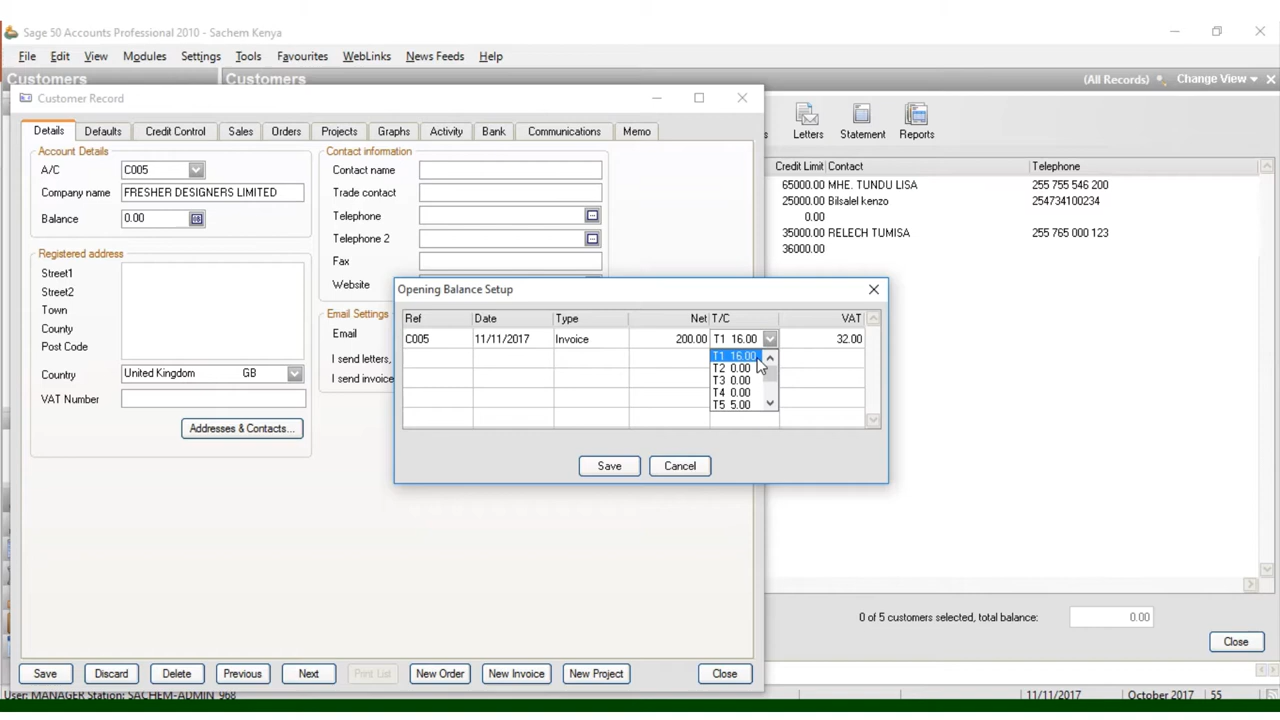 Sage 50 Accounts Professional 2010 - Sachem Kenya
File Edit View Modules Settings Tools Favourites WebLinks News Feeds Help
Customers Customers (All Records) Change View
Customer Record
Letters Statement Reports
Details Defaults Credit Control Sales Orders Projects Graphs Activity Bank Communications Memo
Account Details
A/C C005
Company name FRESHER DESIGNERS LIMITED
Balance 0.00
Registered address
Street1
Street2
Town
County
Post Code
Country United Kingdom GB
VAT Number
Addresses & Contacts...
Contact information
Contact name
Trade contact
Telephone
Telephone 2
Fax
Website
Email Settings
Email
I send letters,
I send invoice
Credit Limit Contact Telephone
65000.00 MHE. TUNDU LISA 255 755 546 200
25000.00 Bilsalel kenzo 254734100234
0.00
35000.00 RELECH TUMISA 255 765 000 123
36000.00
Opening Balance Setup
Ref Date Type Net T/C VAT
C005 11/11/2017 Invoice 200.00 T1 16.00 32.00
T1 16.00
T2 0.00
T3 0.00
T4 0.00
T5 5.00
Save Cancel
0 of 5 customers selected, total balance: 0.00
Close
Save Discard Delete Previous Next Print List New Order New Invoice New Project Close
User: MANAGER Station: SACHEM-ADMIN_968 11/11/2017 October 2017 55